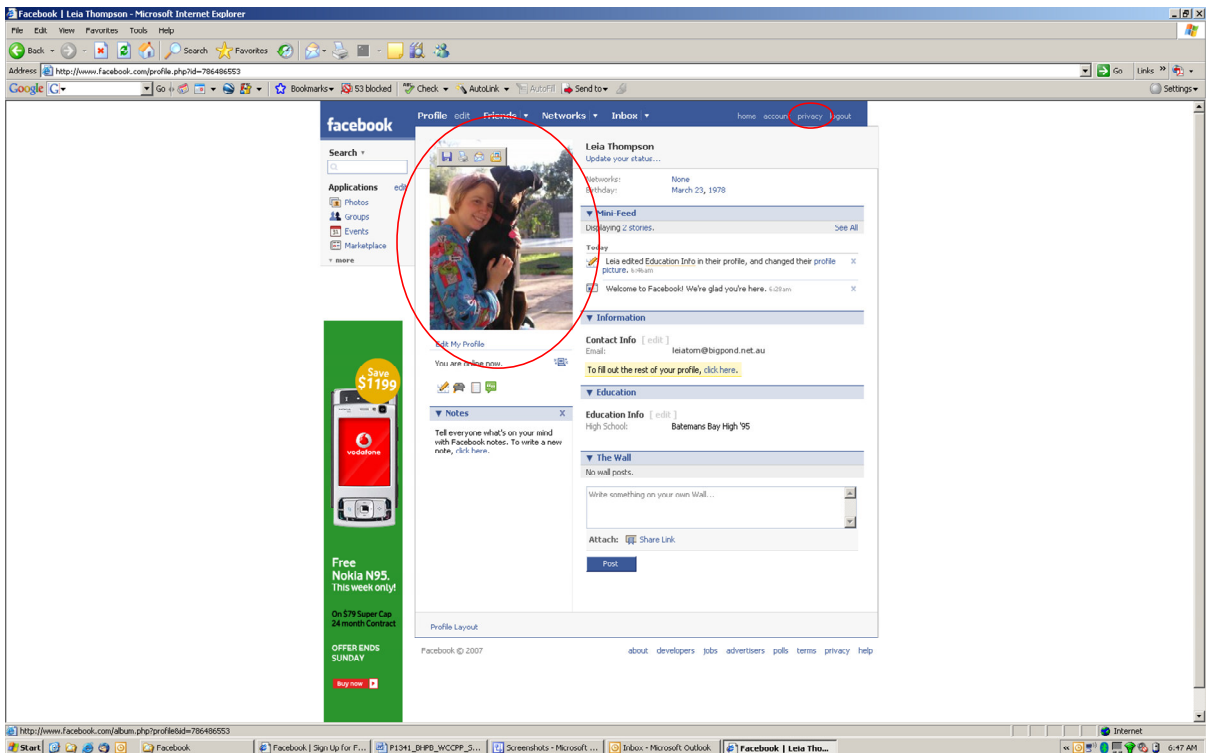 Facebook | Leia Thompson - Microsoft Internet Explorer
File Edit View Favorites Tools Help
Back Search Favorites
Address http://www.facebook.com/profile.php?id=786486553 Go Links »
Google G Go Bookmarks 53 blocked Check AutoLink AutoFill Send to Settings
facebook
Profile edit Friends Networks Inbox home account privacy logout
Search
Applications edit
Photos
Groups
Events
Marketplace
more
Save
$1199
vodafone
Free
Nokia N95.
This week only!
On $79 Super Cap
24 month Contract
OFFER ENDS
SUNDAY
Buy now
Edit My Profile
You are online now.
Notes X
Tell everyone what's on your mind
with Facebook notes. To write a new
note, click here.
Leia Thompson
Update your status...
Networks: None
Birthday: March 23, 1978
Mini-Feed
Displaying 2 stories. See All
Today
Leia edited Education Info in their profile, and changed their profile X
picture. 6:46am
Welcome to Facebook! We're glad you're here. 6:28am X
Information
Contact Info [ edit ]
Email: leiatom@bigpond.net.au
To fill out the rest of your profile, click here.
Education
Education Info [ edit ]
High School: Batemans Bay High '95
The Wall
No wall posts.
Write something on your own Wall...
Attach: Share Link
Post
Profile Layout
Facebook © 2007 about developers jobs advertisers polls terms privacy help
http://www.facebook.com/album.php?profile&id=786486553 Internet
Start Facebook Facebook | Sign Up for F... P1341_BHPB_WCCPP_S... Screenshots - Microsoft ... Inbox - Microsoft Outlook Facebook | Leia Tho... « 6:47 AM